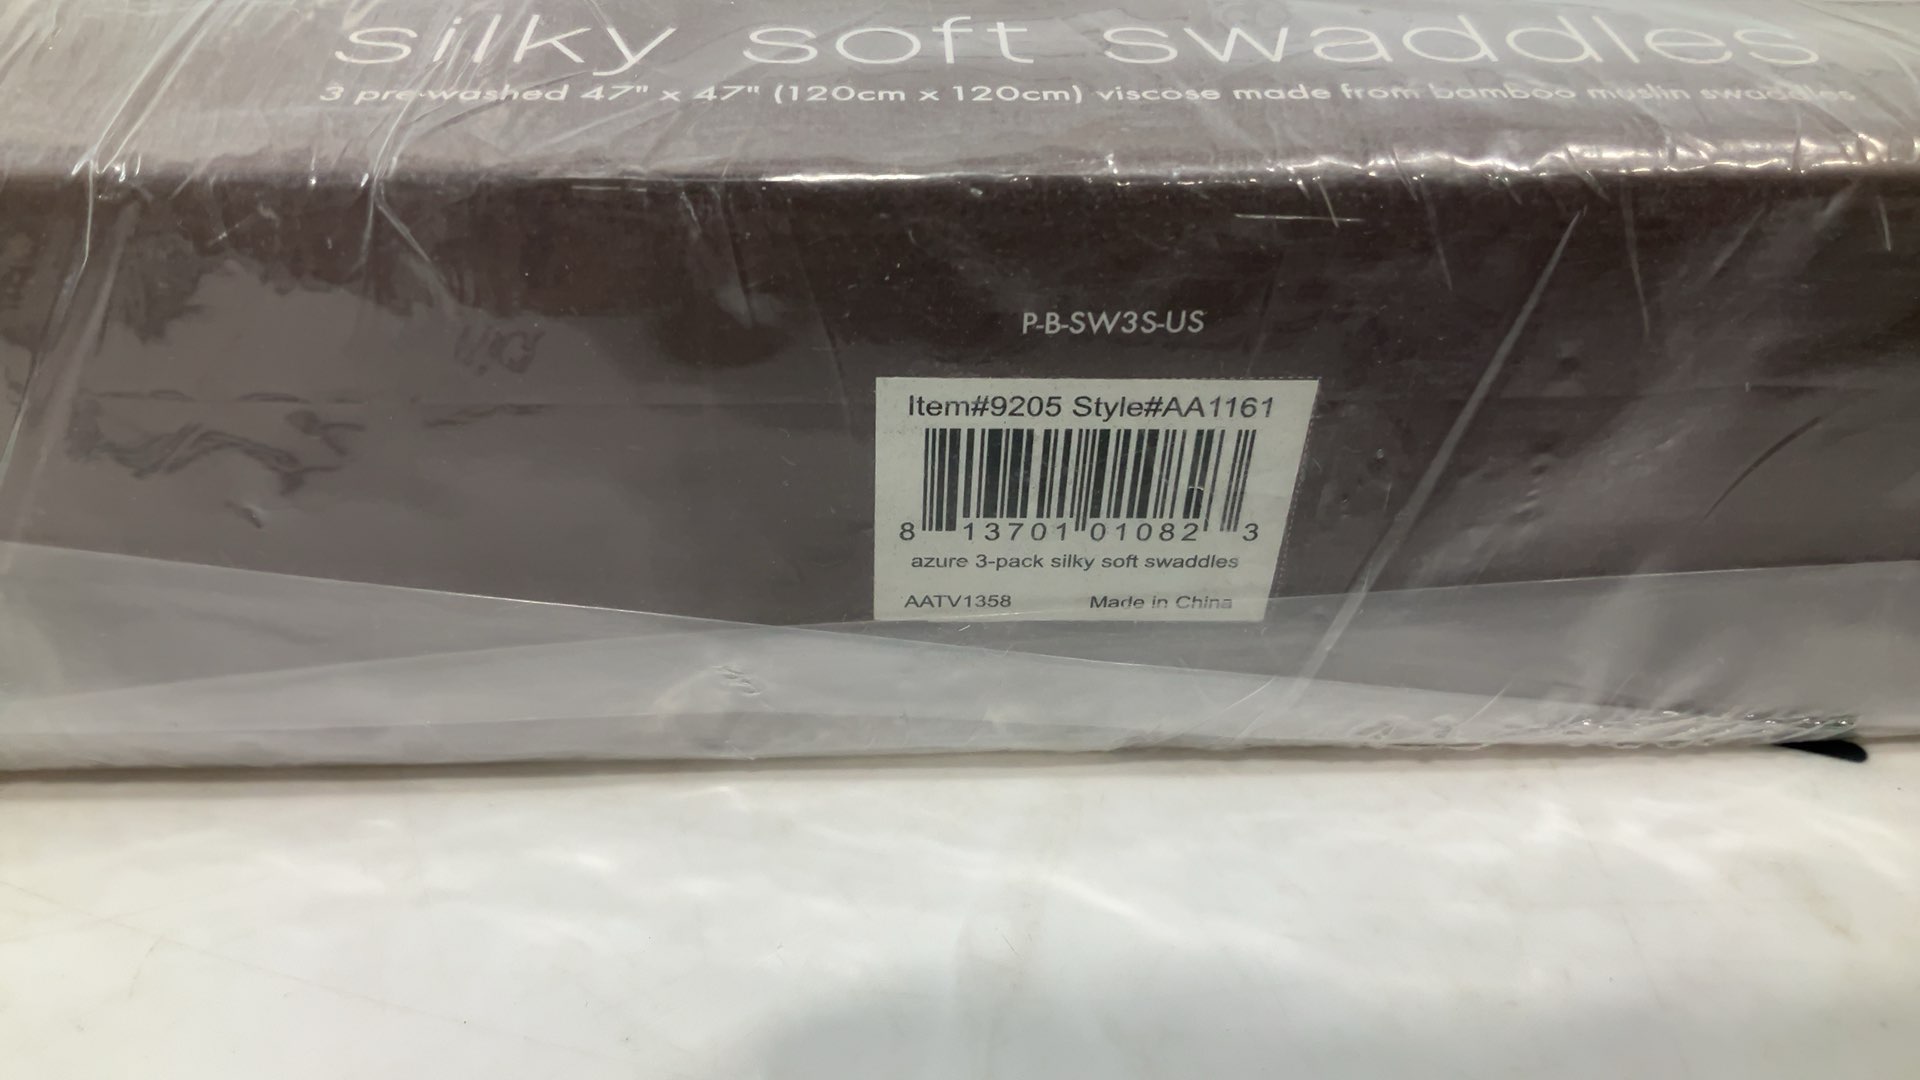 silky soft swaddles
3 pre-washed 47" x 47" (120cm x 120cm) viscose made from bamboo muslin swaddles
P-B-SW3S-US
Item#9205 Style#AA1161
8 13701 01082 3
azure 3-pack silky soft swaddles
AATV1358 Made in China